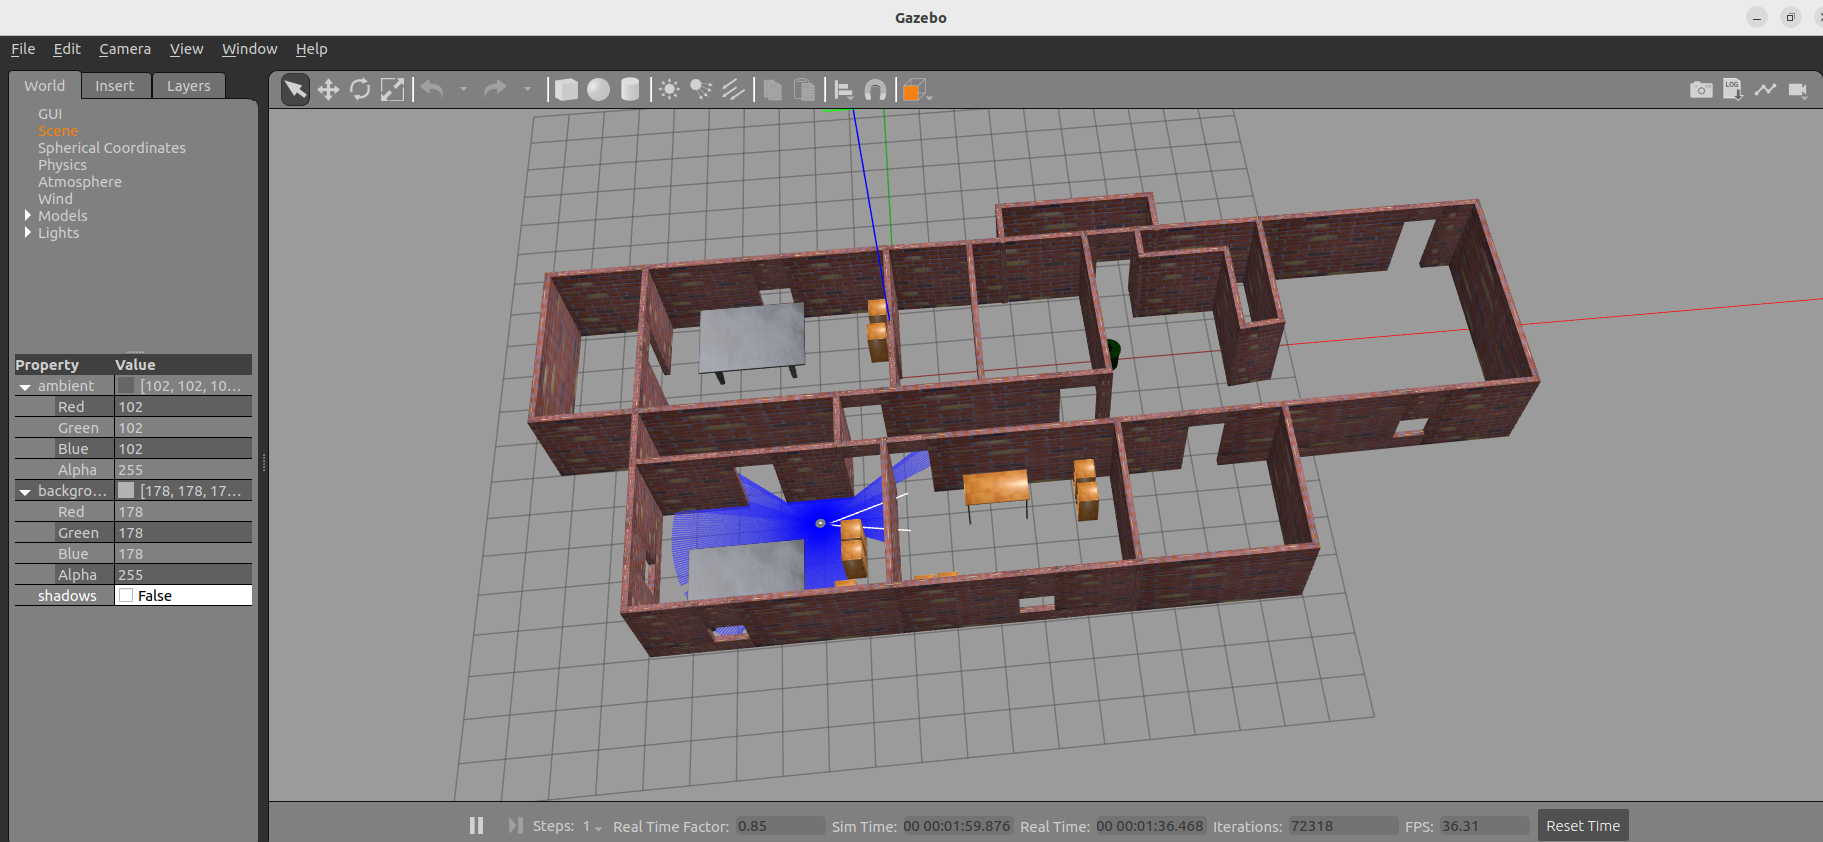 Gazebo
File Edit Camera View Window Help
World Insert Layers
GUI
Scene
Spherical Coordinates
Physics
Atmosphere
Wind
Models
Lights
LOG
Property Value
ambient [102, 102, 10...
Red 102
Green 102
Blue 102
Alpha 255
backgro... [178, 178, 17...
Red 178
Green 178
Blue 178
Alpha 255
shadows False
Steps: 1 Real Time Factor: 0.85 Sim Time: 00 00:01:59.876 Real Time: 00 00:01:36.468 Iterations: 72318 FPS: 36.31 Reset Time